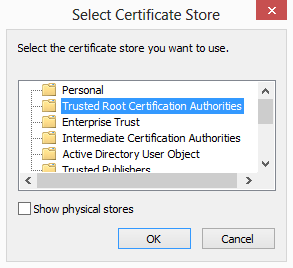 Select Certificate Store
Select the certificate store you want to use.
Personal
Trusted Root Certification Authorities
Enterprise Trust
Intermediate Certification Authorities
Active Directory User Object
Trusted Publishers
Show physical stores
OK
Cancel